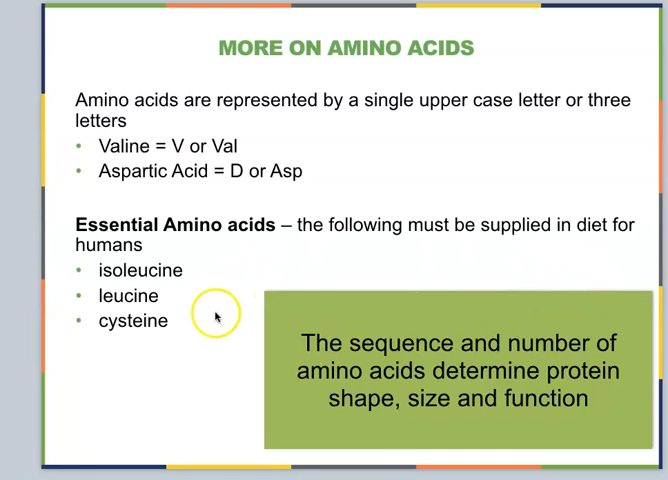 MORE ON AMINO ACIDS
Amino acids are represented by a single upper case letter or three
letters
• Valine = V or Val
• Aspartic Acid = D or Asp
Essential Amino acids – the following must be supplied in diet for
humans
• isoleucine
• leucine
• cysteine
The sequence and number of
amino acids determine protein
shape, size and function